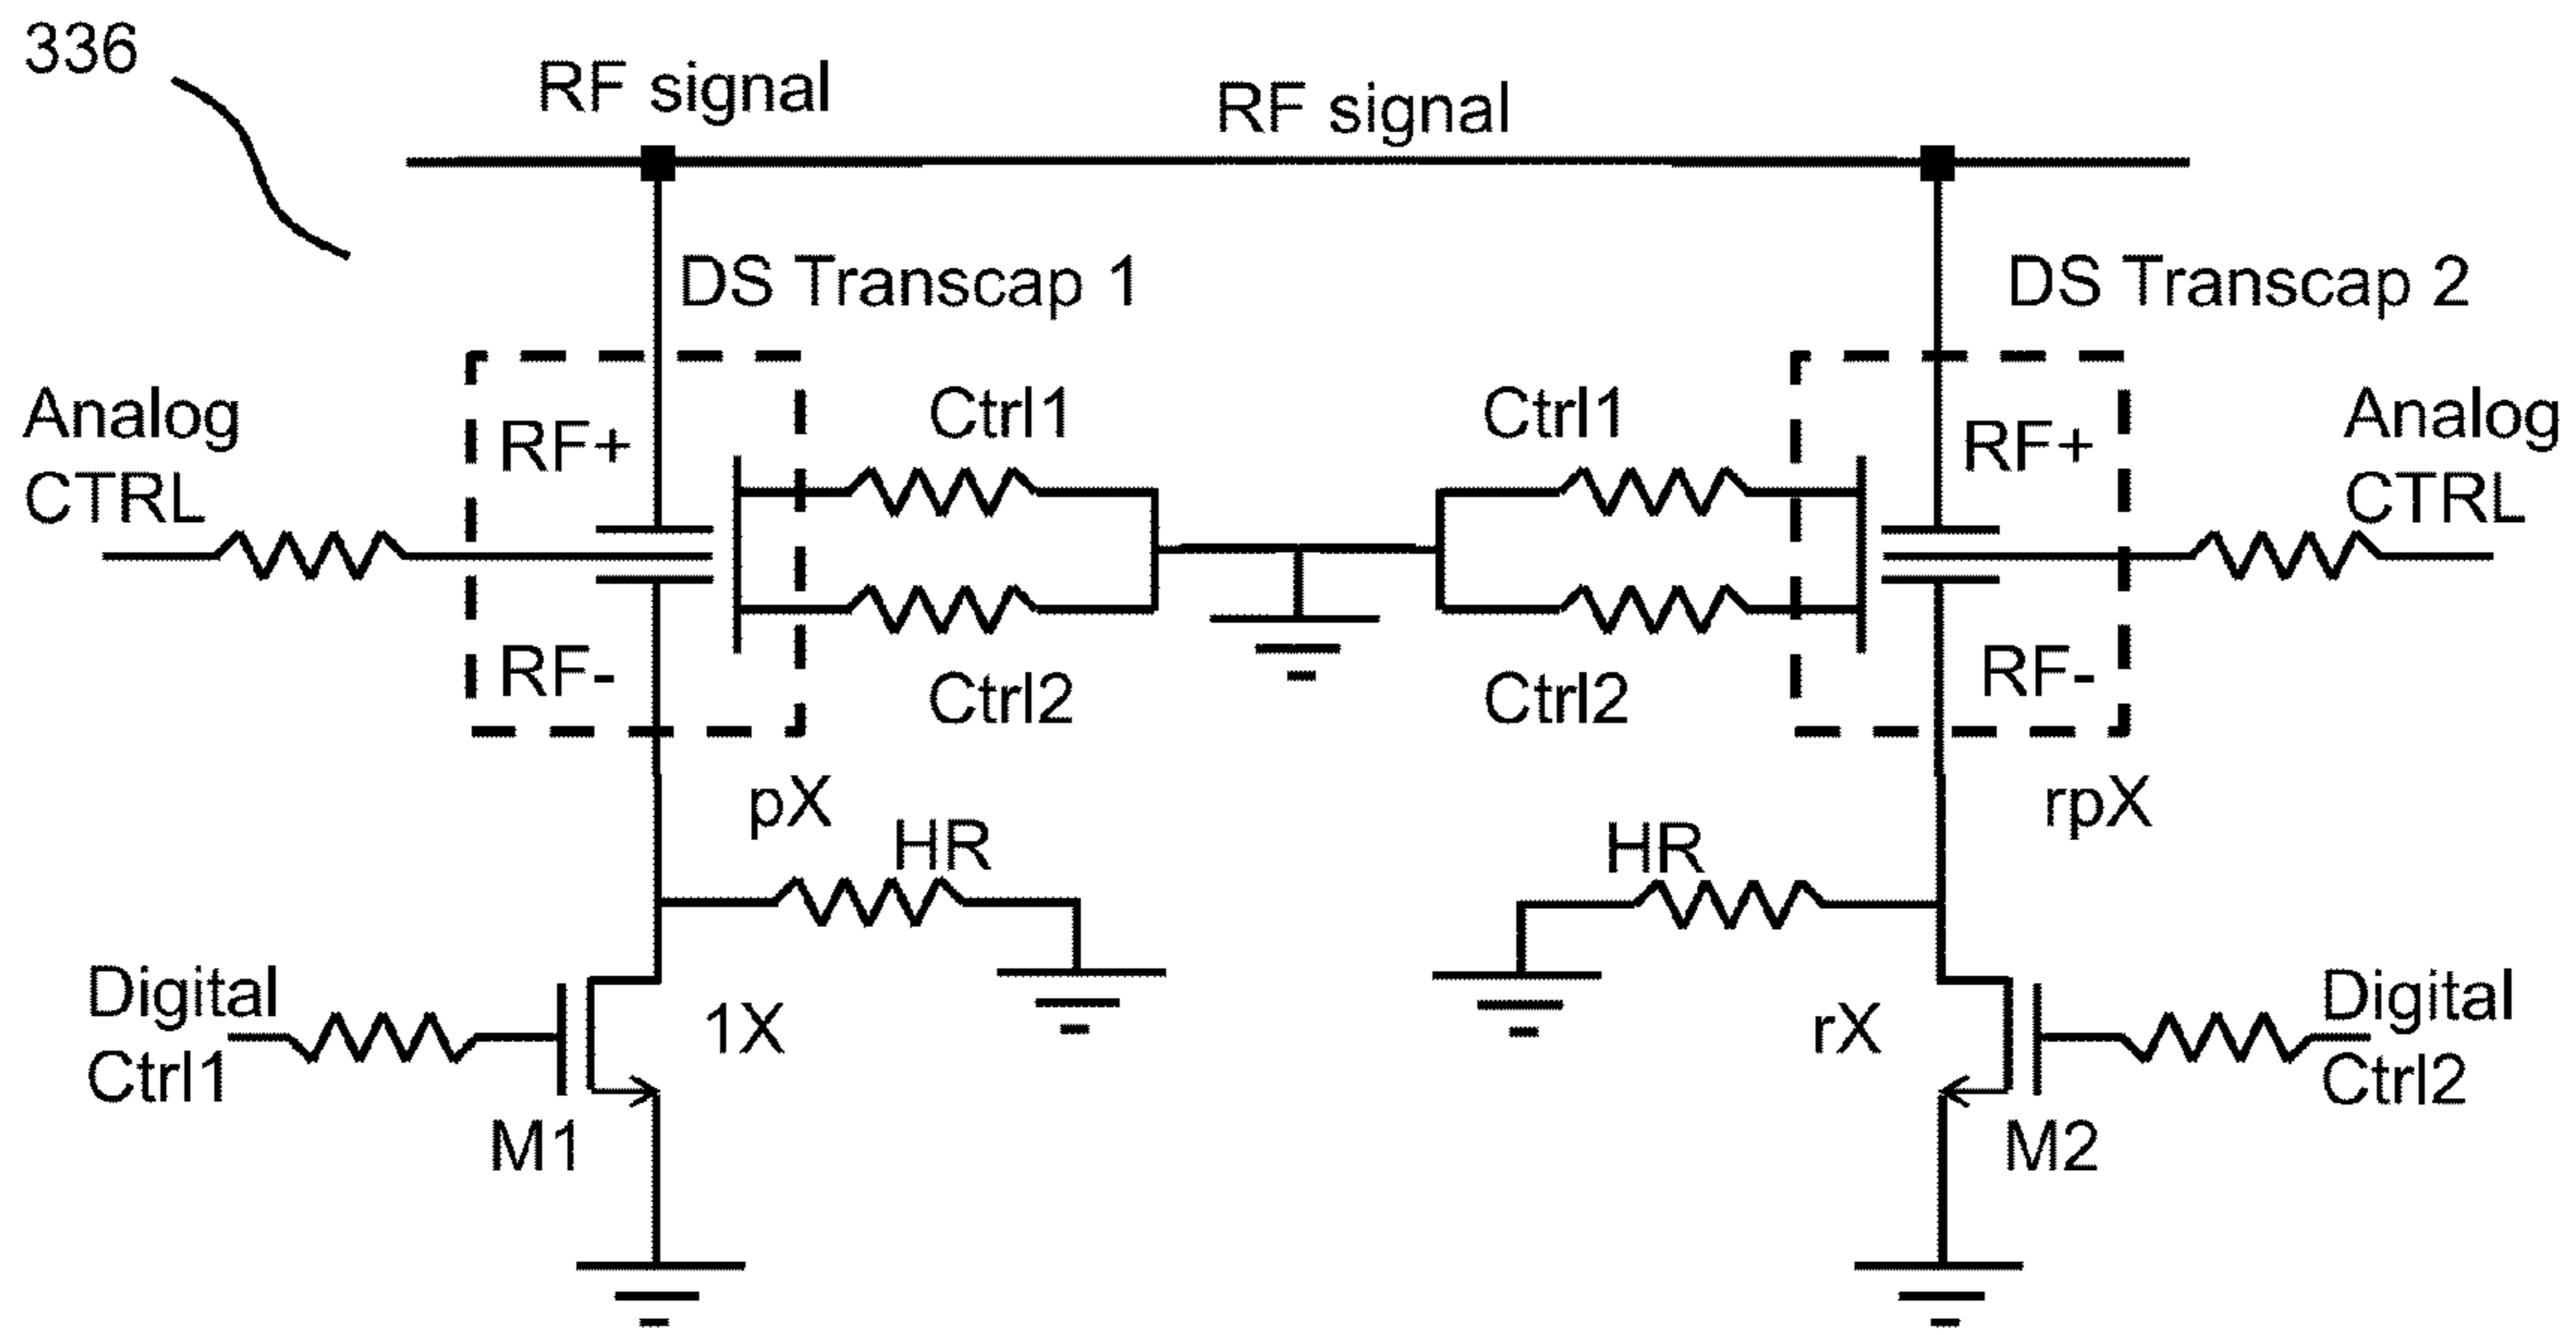 336
RF signal
RF signal
DS Transcap 1
DS Transcap 2
Analog
CTRL
RF+
Ctrl1
Ctrl1
RF+
Analog
CTRL
RF-
Ctrl2
Ctrl2
RF-
pX
HR
HR
rpX
Digital
Ctrl1
1X
rX
Digital
Ctrl2
M1
M2